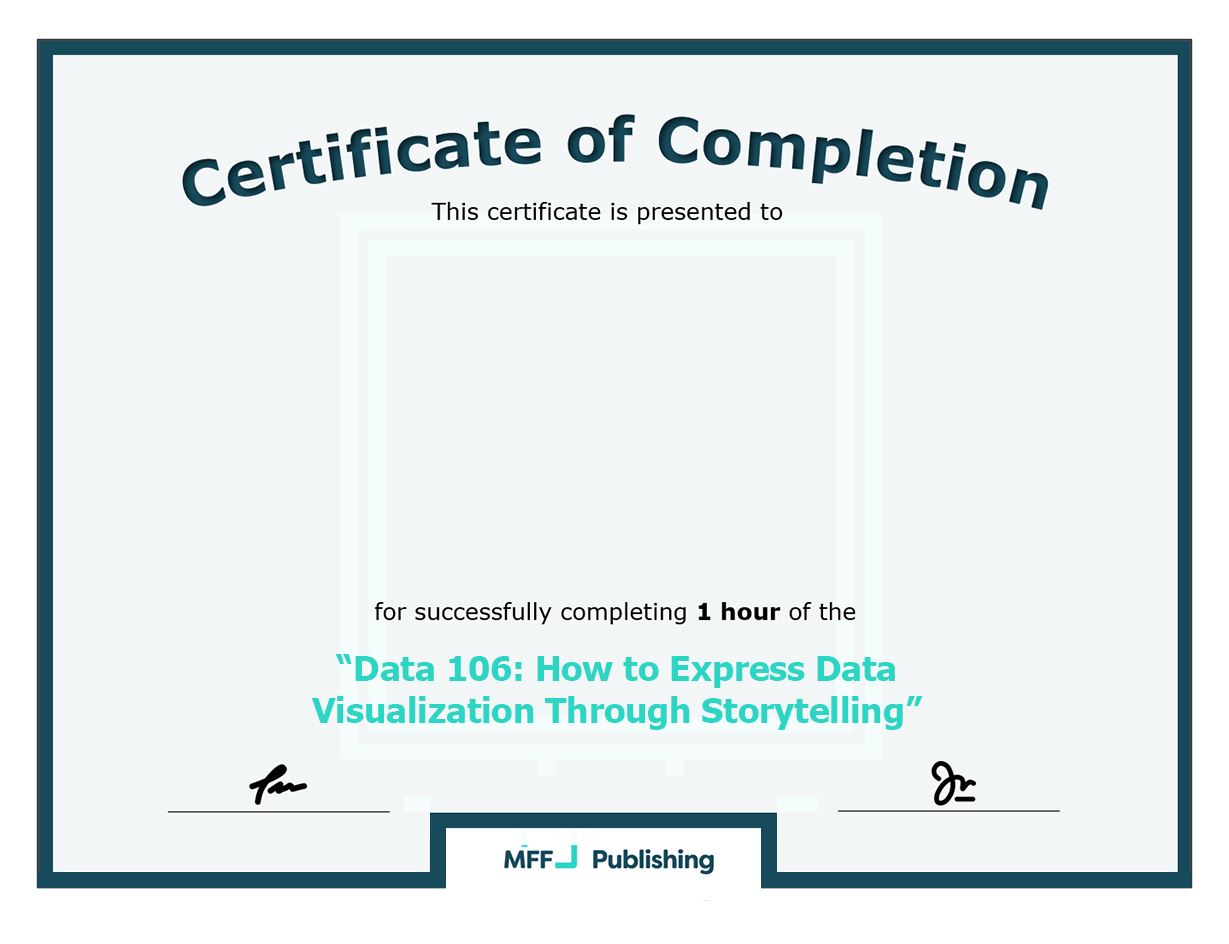 Certificate of Completion
This certificate is presented to
for successfully completing 1 hour of the
“Data 106: How to Express Data
Visualization Through Storytelling”
MFF Publishing